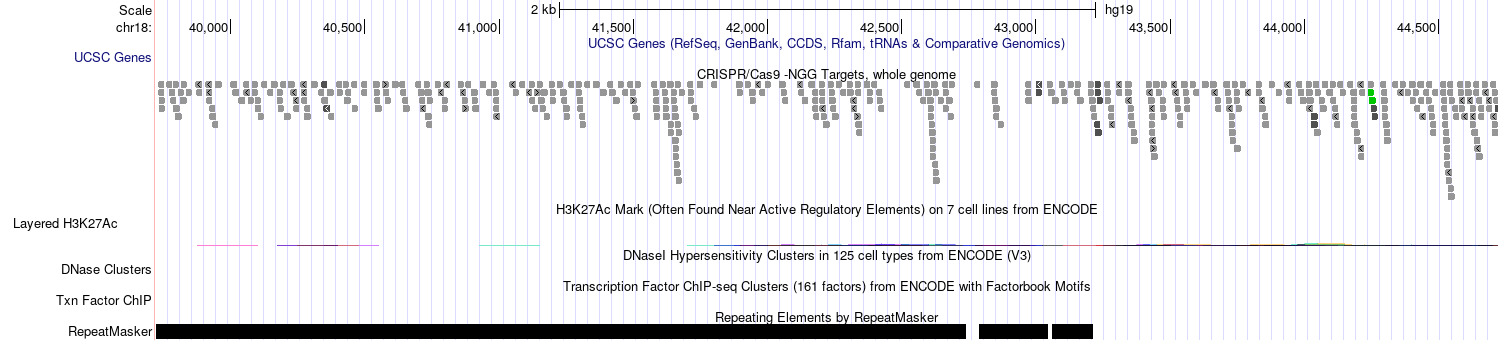 Scale 2 kb hg19
chr18: 40,000 40,500 41,000 41,500 42,000 42,500 43,000 43,500 44,000 44,500
UCSC Genes (RefSeq, GenBank, CCDS, Rfam, tRNAs & Comparative Genomics)
UCSC Genes
CRISPR/Cas9 -NGG Targets, whole genome
H3K27Ac Mark (Often Found Near Active Regulatory Elements) on 7 cell lines from ENCODE
Layered H3K27Ac
DNaseI Hypersensitivity Clusters in 125 cell types from ENCODE (V3)
DNase Clusters
Transcription Factor ChIP-seq Clusters (161 factors) from ENCODE with Factorbook Motifs
Txn Factor ChIP
Repeating Elements by RepeatMasker
RepeatMasker